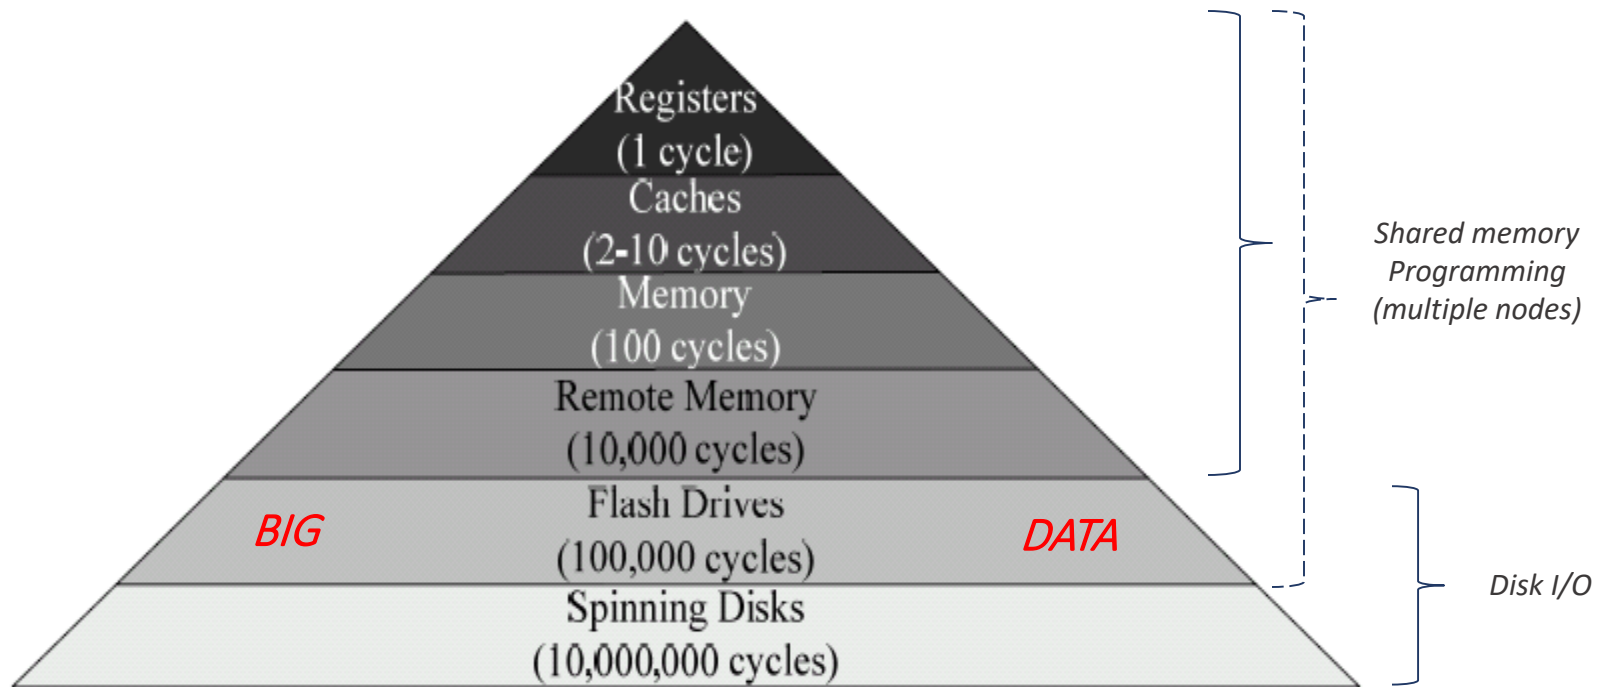 Registers
(1 cycle)
Caches
(2-10 cycles)
Memory
(100 cycles)
Remote Memory
(10,000 cycles)
Flash Drives
(100,000 cycles)
BIG
DATA
Spinning Disks
(10,000,000 cycles)
Shared memory
Programming
(multiple nodes)
Disk I/O